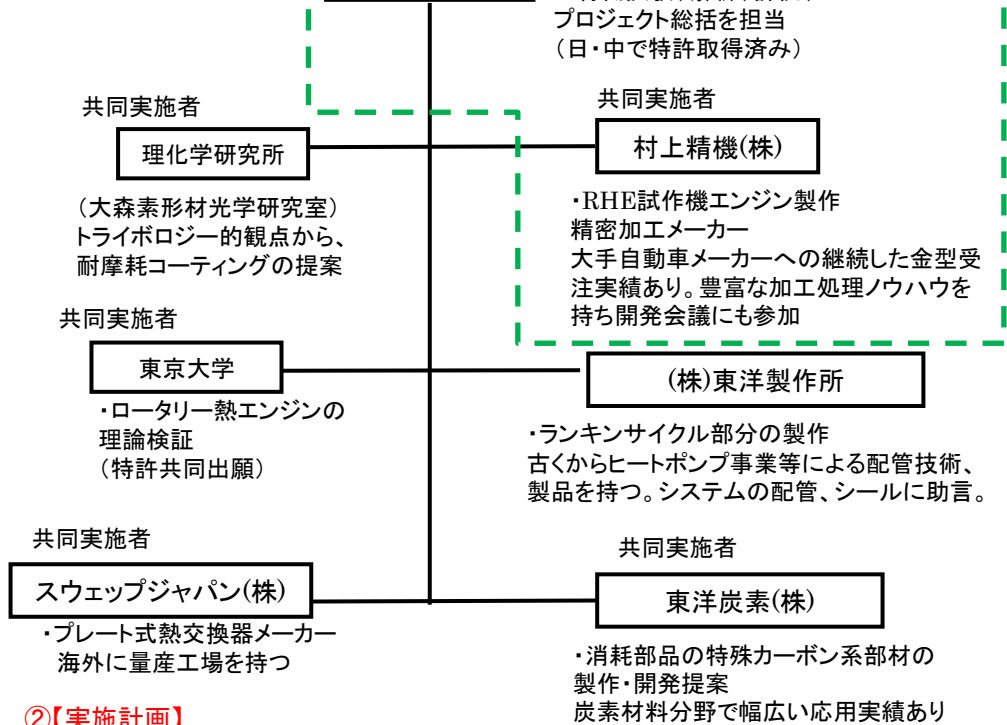 プロジェクト総括を担当
(日・中で特許取得済み)
共同実施者
理化学研究所
(大森素形材光学研究室)
トライボロジー的観点から、
耐摩耗コーティングの提案
共同実施者
村上精機(株)
・RHE試作機エンジン製作
精密加工メーカー
大手自動車メーカーへの継続した金型受
注実績あり。豊富な加工処理ノウハウを
持ち開発会議にも参加
共同実施者
東京大学
・ロータリー熱エンジンの
理論検証
(特許共同出願)
(株)東洋製作所
・ランキンサイクル部分の製作
古くからヒートポンプ事業等による配管技術、
製品を持つ。システムの配管、シールに助言。
共同実施者
スウェップジャパン(株)
・プレート式熱交換器メーカー
海外に量産工場を持つ
共同実施者
東洋炭素(株)
・消耗部品の特殊カーボン系部材の
製作・開発提案
炭素材料分野で幅広い応用実績あり
②【実施計画】